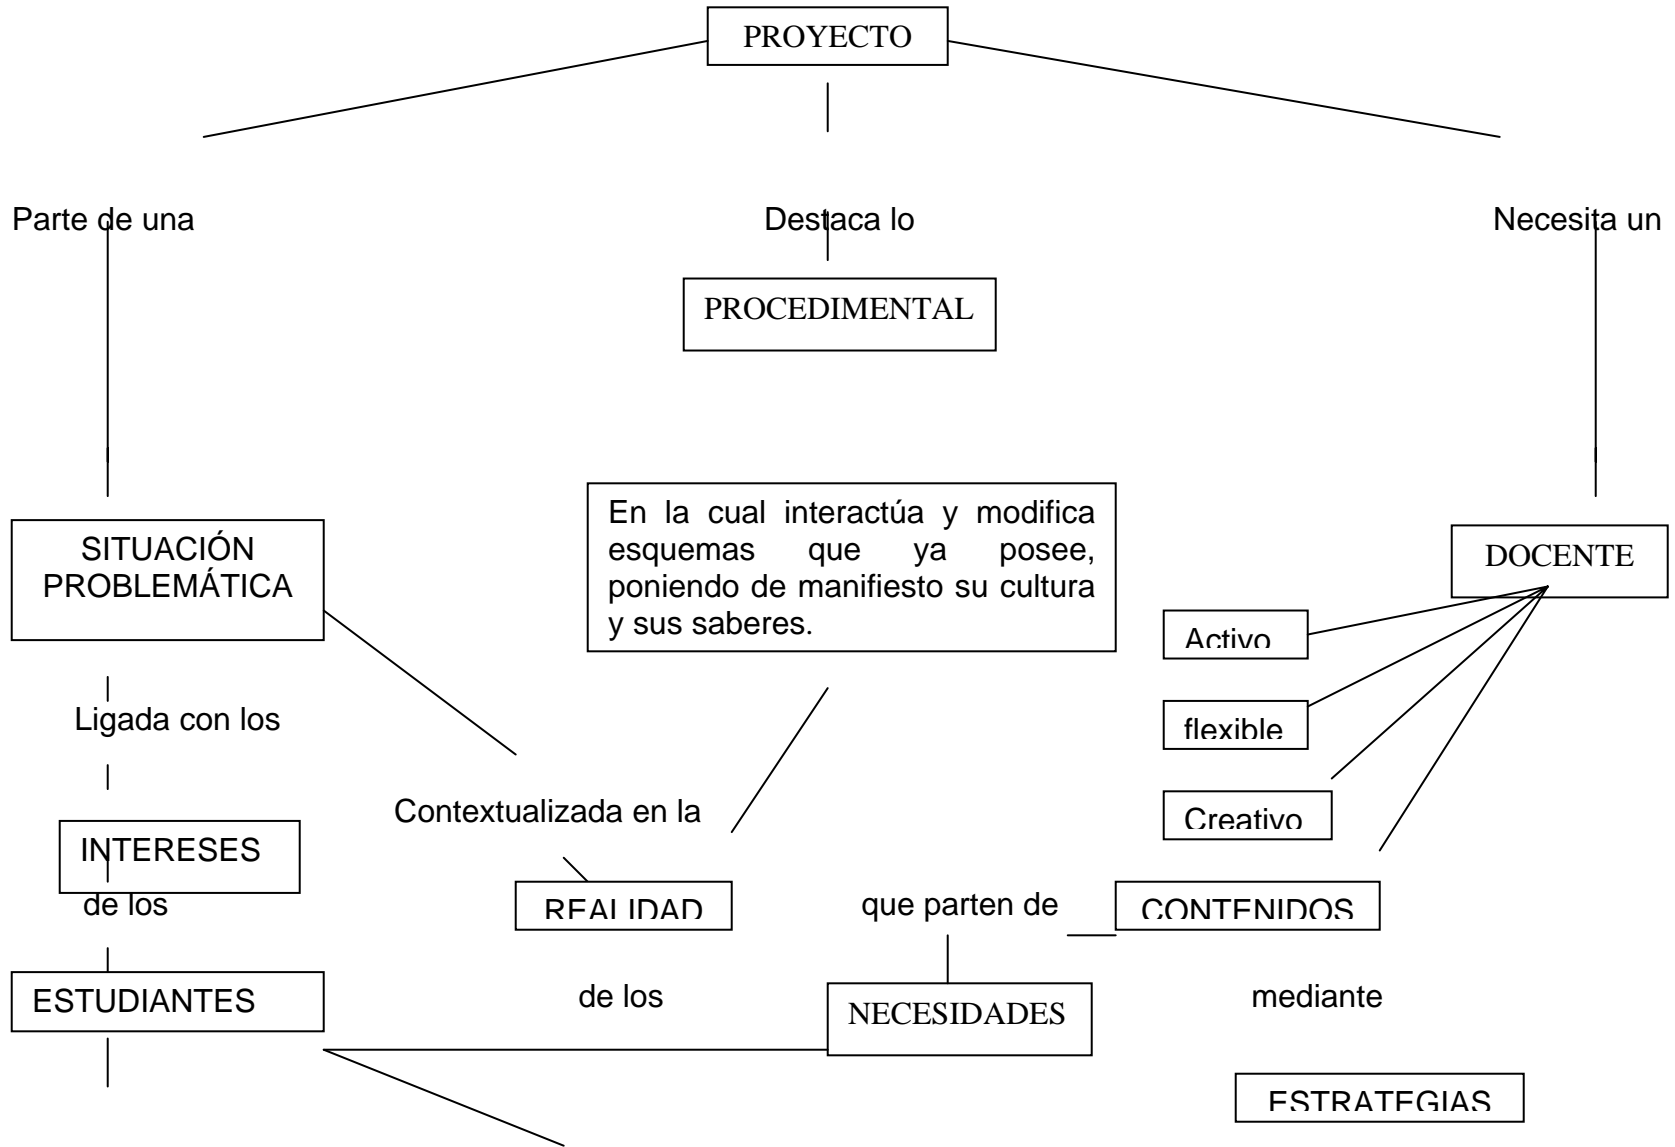 PROYECTO
Parte de una
Destaca lo
Necesita un
PROCEDIMENTAL
En la cual interactúa y modifica
esquemas que ya posee,
poniendo de manifiesto su cultura
y sus saberes.
SITUACIÓN
PROBLEMÁTICA
DOCENTE
Activo
Ligada con los
flexible
Contextualizada en la
Creativo
INTERESES
de los
REALIDAD
que parten de
CONTENIDOS
ESTUDIANTES
de los
NECESIDADES
mediante
ESTRATEGIAS